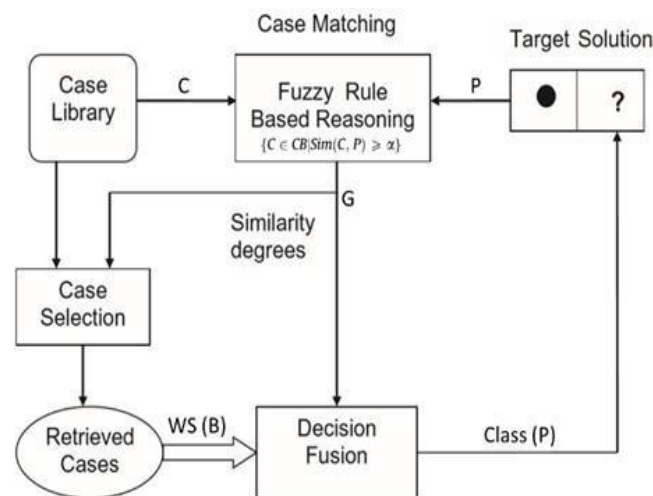 Case Matching
Target Solution
Case
Library
C
Fuzzy Rule
Based Reasoning
{C ∈ CB|Sim(C, P) ⩾ α}
P
?
G
Similarity
degrees
Case
Selection
Retrieved
Cases
WS (B)
Decision
Fusion
Class (P)